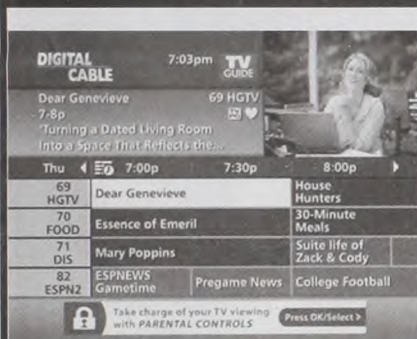 DIGITAL
CABLE
7:03pm
TV
GUIDE
Dear Genevieve
69 HGTV
7-8p
'Turning a Dated Living Room
Into a Space That Reflects the...
Thu
7:00p
7:30p
8:00p
69
HGTV
Dear Genevieve
House
Hunters
70
FOOD
Essence of Emeril
30-Minute
Meals
71
DIS
Mary Poppins
Suite life of
Zack & Cody
82
ESPN2
ESPNEWS
Gametime
Pregame News
College Football
Take charge of your TV viewing
with PARENTAL CONTROLS
Press OK/Select >